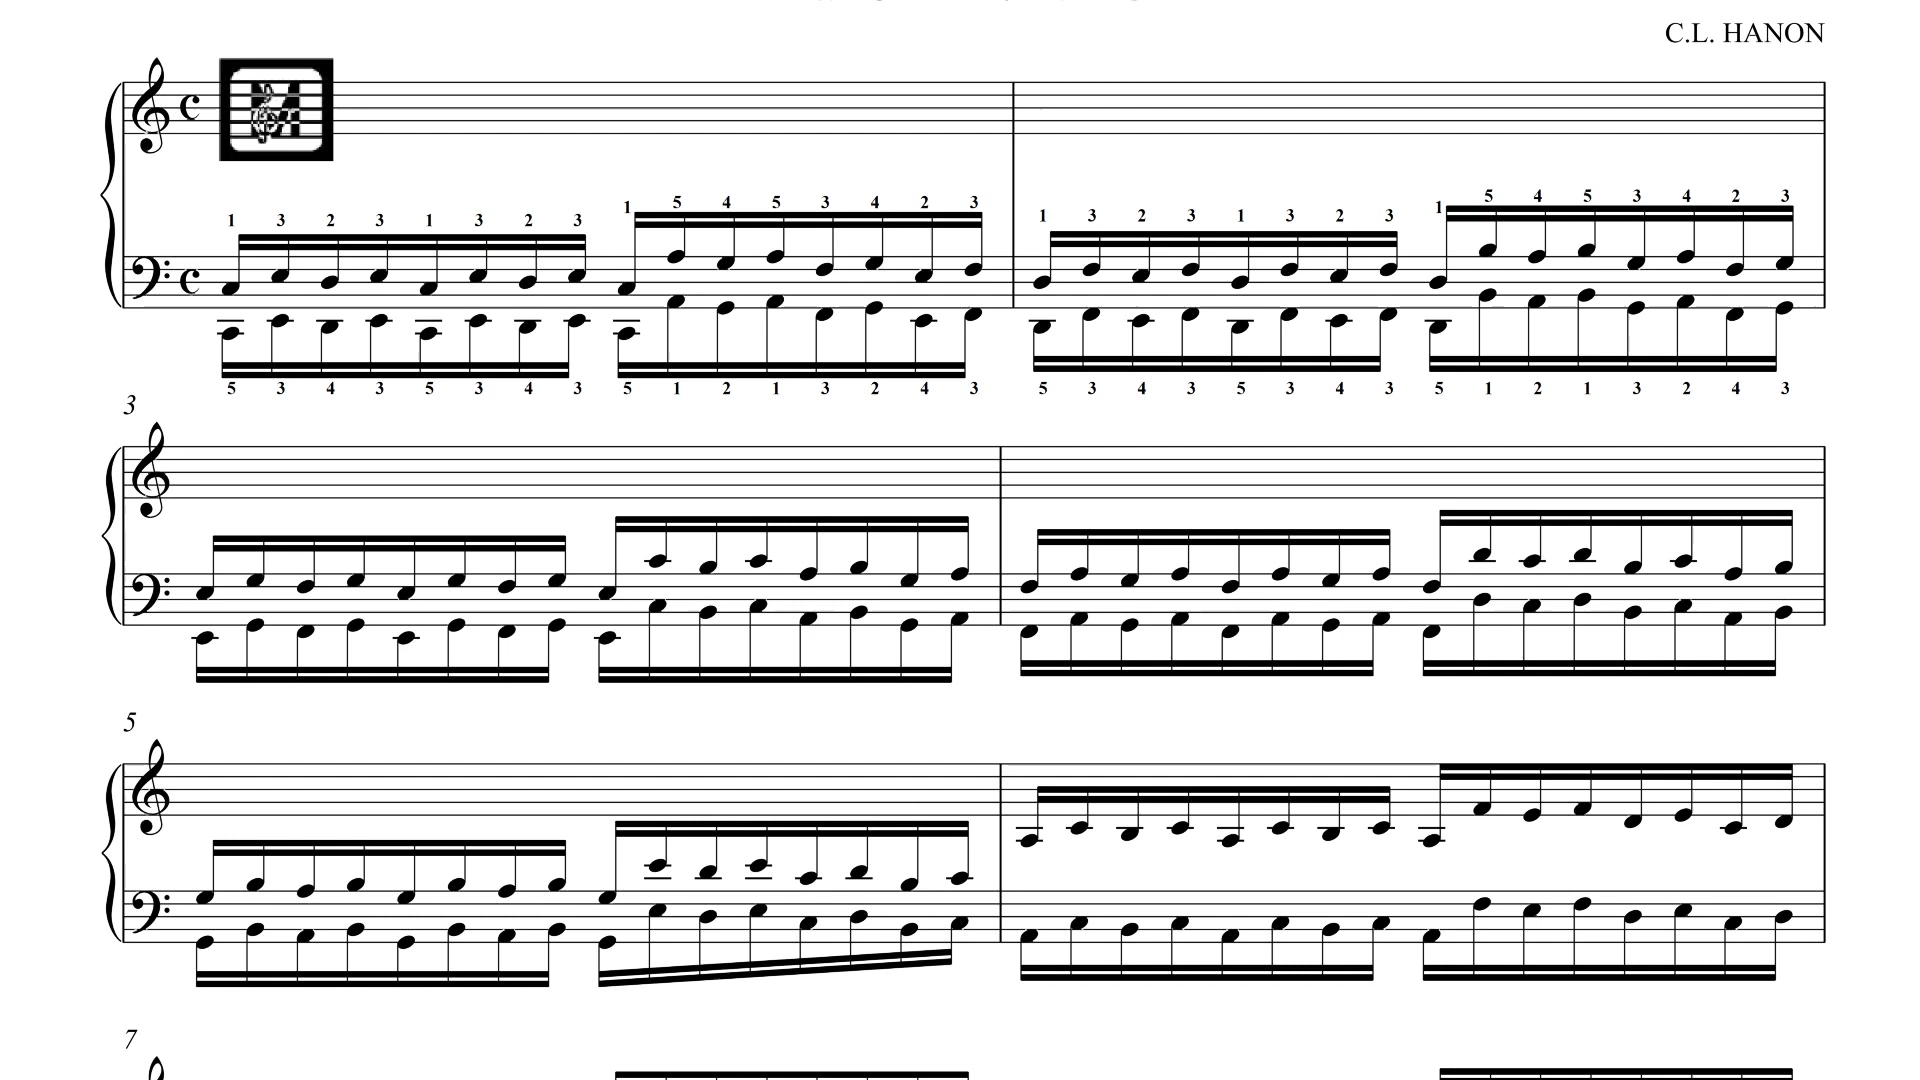 C.L. HANON
1 3 2 3 1 3 2 3 1 5 4 5 3 4 2 3 1 3 2 3 1 3 2 3 1 5 4 5 3 4 2 3
5 3 4 3 5 3 4 3 5 1 2 1 3 2 4 3 5 3 4 3 5 3 4 3 5 1 2 1 3 2 4 3
3
5
7